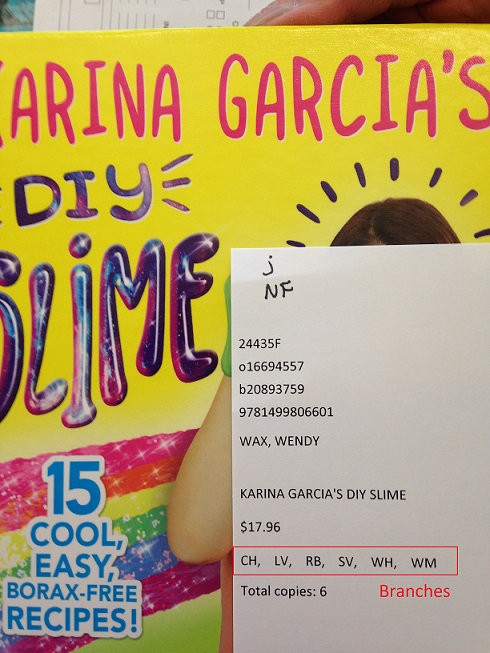 KARINA GARCIA'S
DIY
SLIME
15
COOL,
EASY,
BORAX-FREE
RECIPES!
j
NF
24435F
o16694557
b20893759
9781499806601
WAX, WENDY
KARINA GARCIA'S DIY SLIME
$17.96
CH, LV, RB, SV, WH, WM
Total copies: 6 Branches